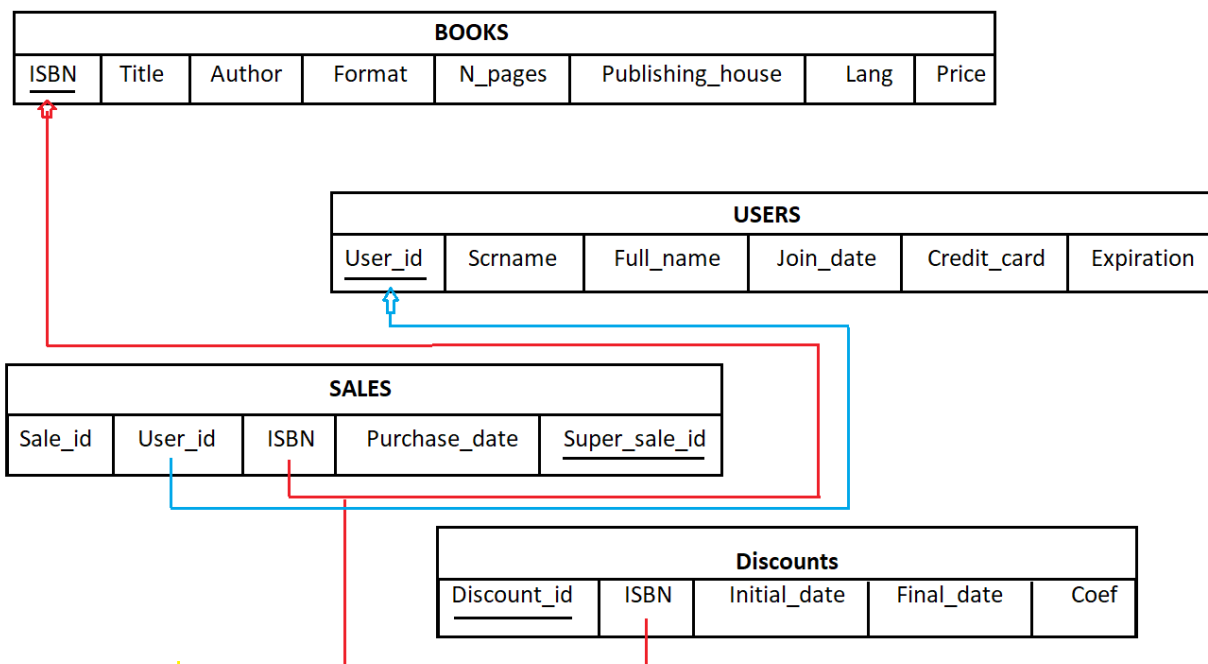 BOOKS
ISBN Title Author Format N_pages Publishing_house Lang Price
USERS
User_id Scrname Full_name Join_date Credit_card Expiration
SALES
Sale_id User_id ISBN Purchase_date Super_sale_id
Discounts
Discount_id ISBN Initial_date Final_date Coef